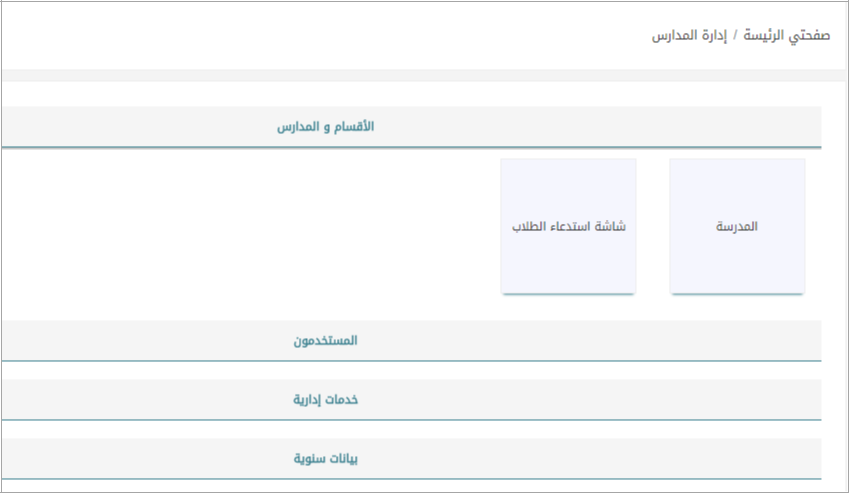 صفحتي الرئيسة / إدارة المدارس
الأقسام و المدارس
المدرسة
شاشة استدعاء الطلاب
المستخدمون
خدمات إدارية
بيانات سنوية